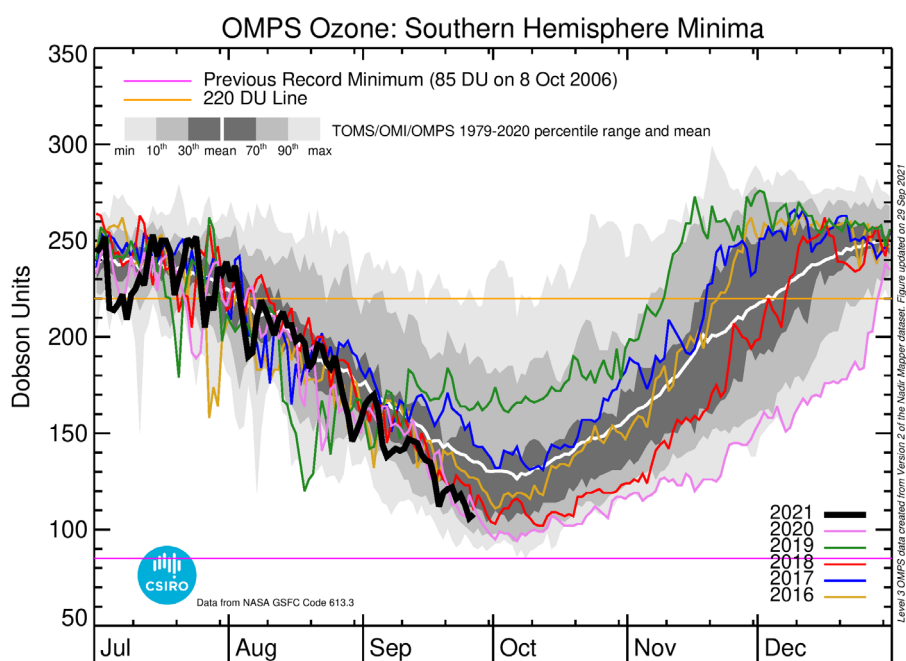 OMPS Ozone: Southern Hemisphere Minima
350
300
250
200
150
100
50
Dobson Units
Previous Record Minimum (85 DU on 8 Oct 2006)
220 DU Line
TOMS/OMI/OMPS 1979-2020 percentile range and mean
min 10th 30th mean 70th 90th max
2021
2020
2019
2018
2017
2016
CSIRO
Data from NASA GSFC Code 613.3
Jul Aug Sep Oct Nov Dec
Level 3 OMPS data created from Version 2 of the Nadir Mapper dataset. Figure updated on 29 Sep 2021